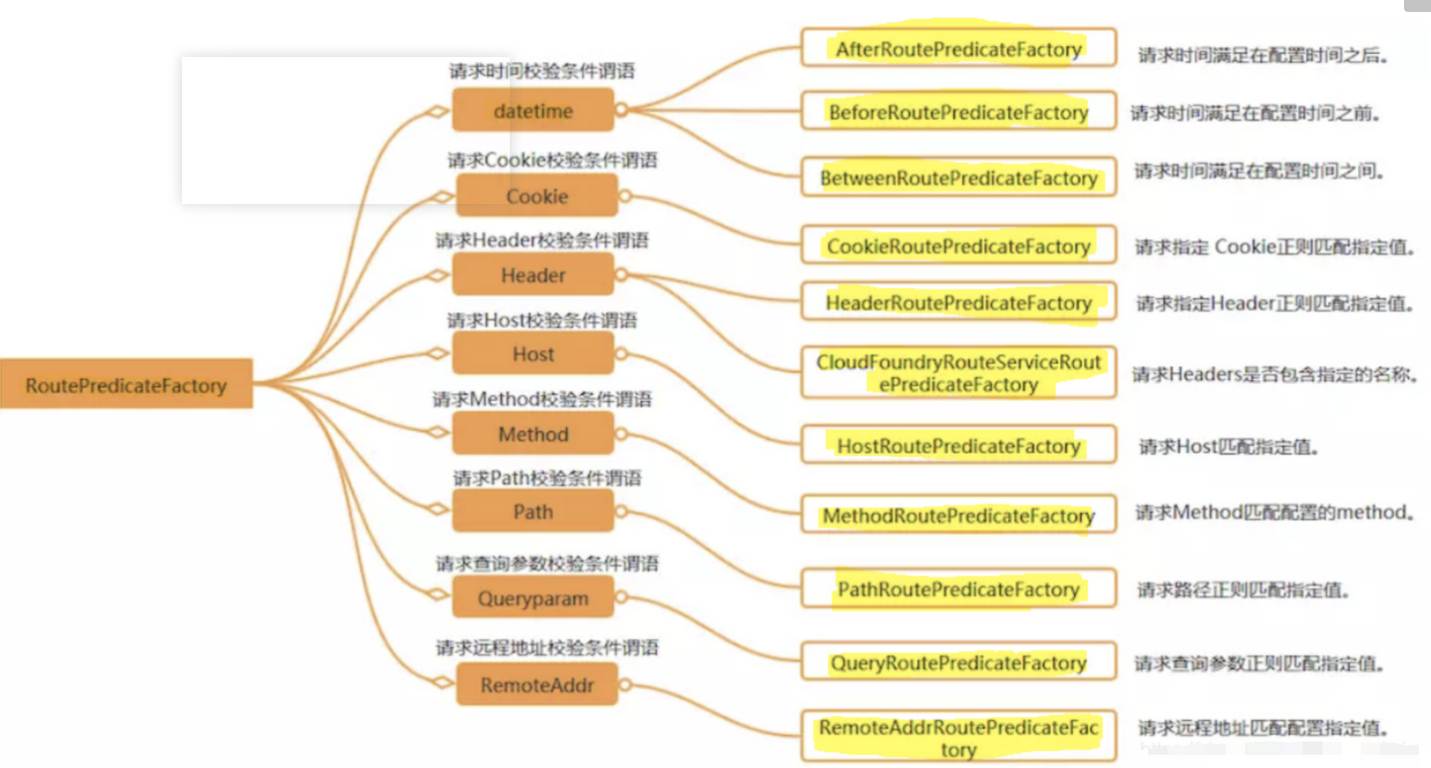 RoutePredicateFactory
请求时间校验条件谓语
datetime
AfterRoutePredicateFactory
请求时间满足在配置时间之后。
BeforeRoutePredicateFactory
请求时间满足在配置时间之前。
BetweenRoutePredicateFactory
请求时间满足在配置时间之间。
请求Cookie校验条件谓语
Cookie
CookieRoutePredicateFactory
请求指定 Cookie正则匹配指定值。
请求Header校验条件谓语
Header
HeaderRoutePredicateFactory
请求指定Header正则匹配指定值。
CloudFoundryRouteServiceRout
ePredicateFactory
请求Headers是否包含指定的名称。
请求Host校验条件谓语
Host
HostRoutePredicateFactory
请求Host匹配指定值。
请求Method校验条件谓语
Method
MethodRoutePredicateFactory
请求Method匹配配置的method。
请求Path校验条件谓语
Path
PathRoutePredicateFactory
请求路径正则匹配指定值。
请求查询参数校验条件谓语
Queryparam
QueryRoutePredicateFactory
请求查询参数正则匹配指定值。
请求远程地址校验条件谓语
RemoteAddr
RemoteAddrRoutePredicateFac
tory
请求远程地址匹配配置指定值。